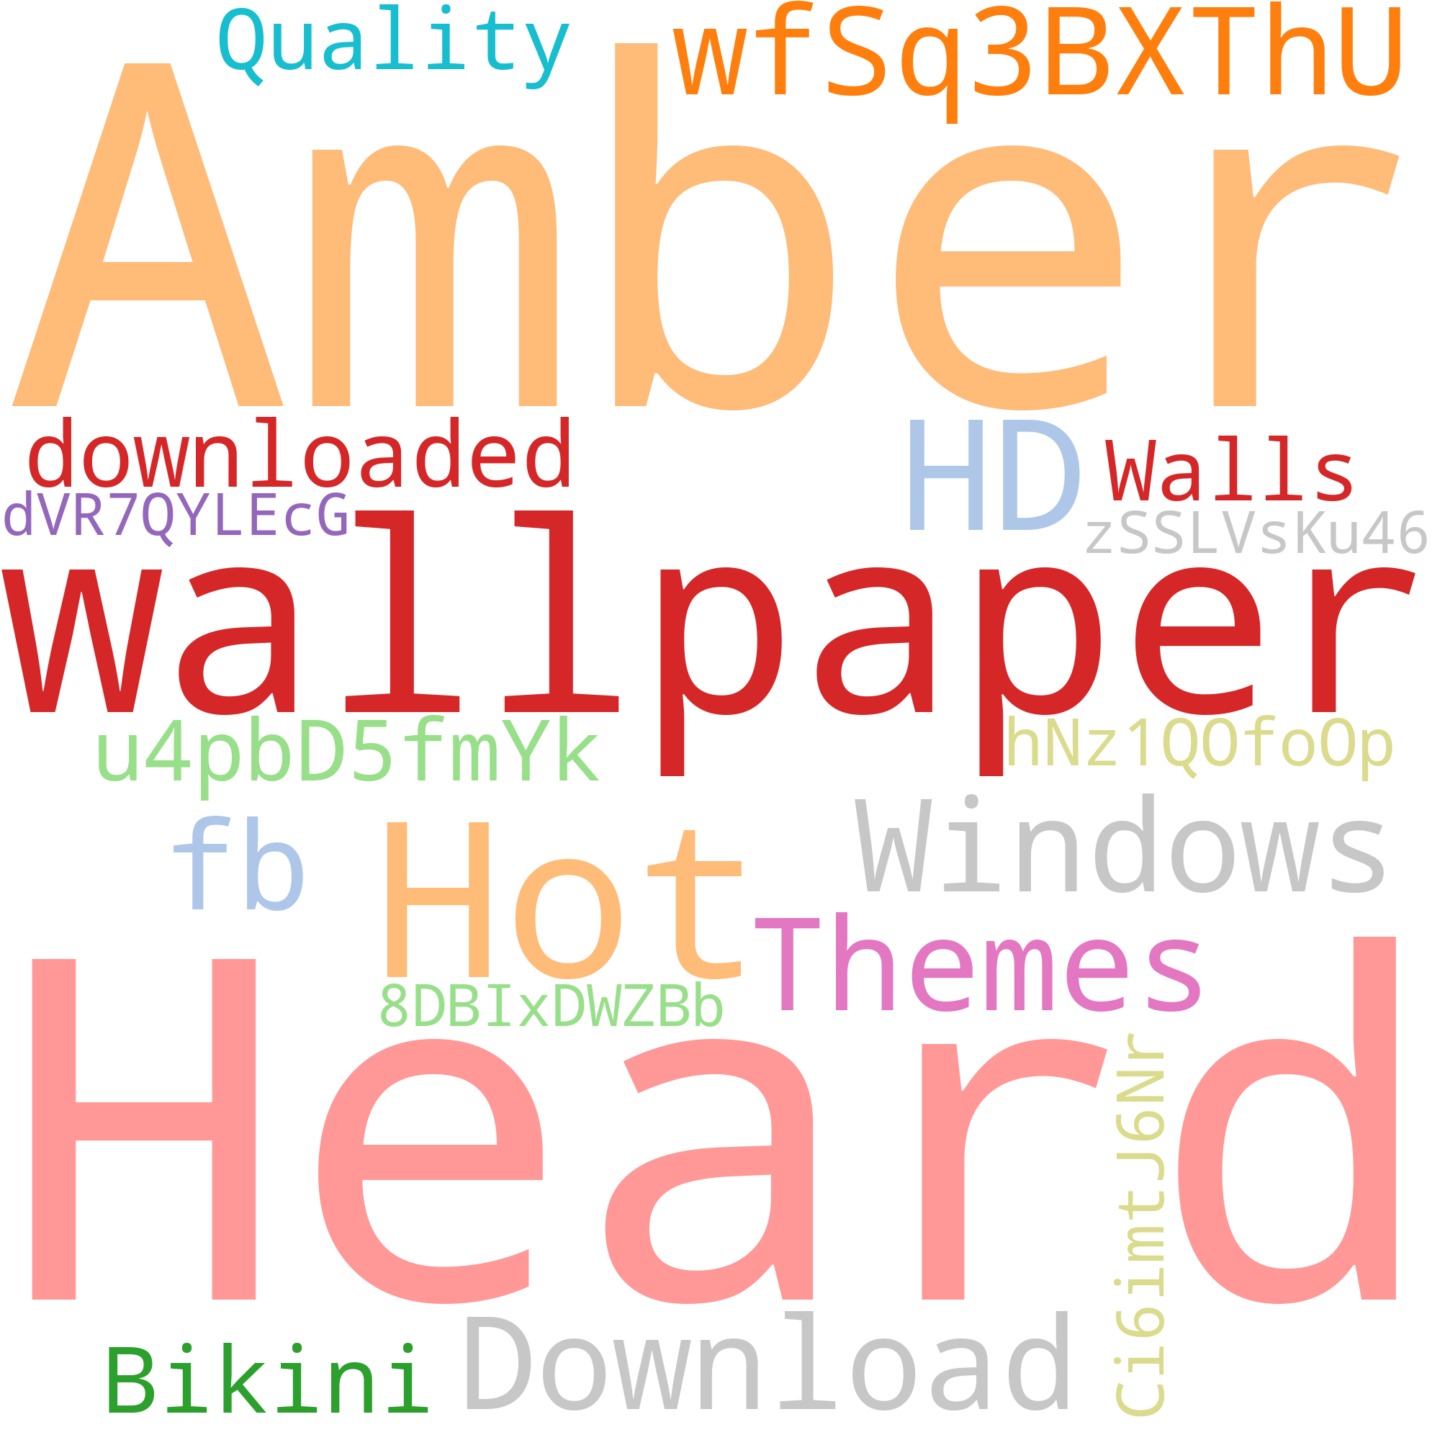 Quality
wfSq3BXThU
Amber
downloaded
HD
Walls
dVR7QYLEcG
zSSLVsKu46
wallpaper
u4pbD5fmYk
hNz1QOfoOp
fb
Hot
Windows
Themes
8DBIxDWZBb
Heard
Ci6imtJ6Nr
Bikini
Download